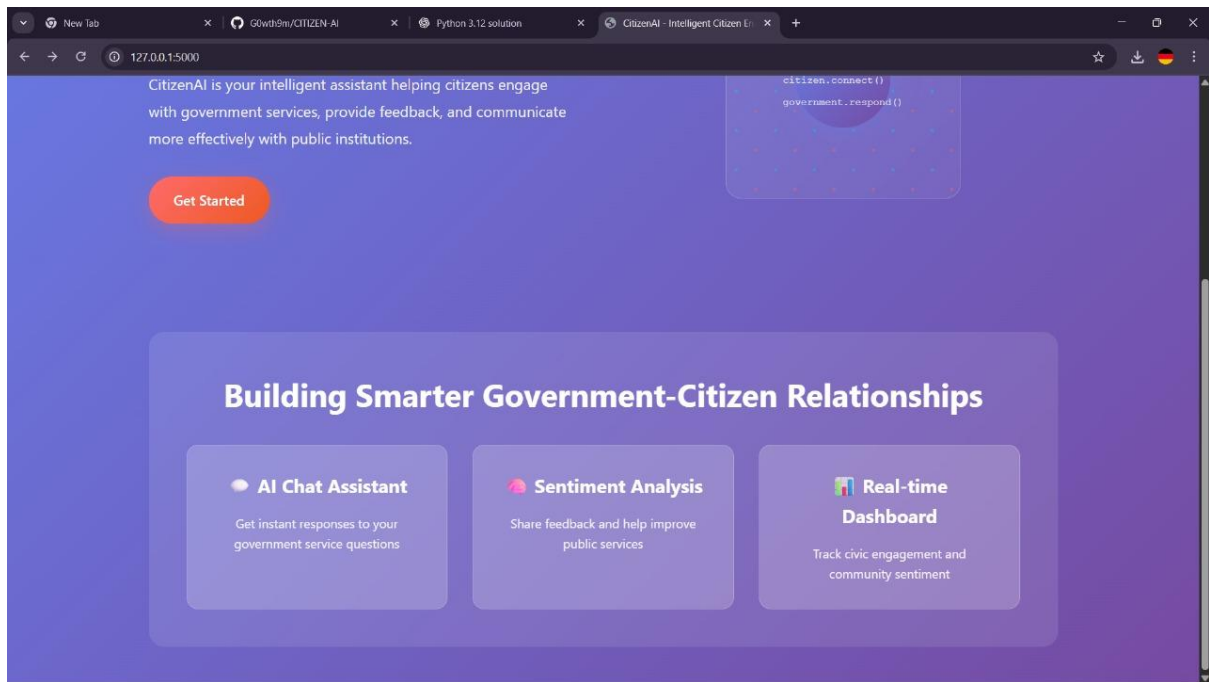 New Tab
G0wth9m/CITIZEN-AI
Python 3.12 solution
CitizenAI - Intelligent Citizen En
127.0.0.1:5000
CitizenAI is your intelligent assistant helping citizens engage
with government services, provide feedback, and communicate
more effectively with public institutions.
citizen.connect()
government.respond()
Get Started
Building Smarter Government-Citizen Relationships
AI Chat Assistant
Get instant responses to your
government service questions
Sentiment Analysis
Share feedback and help improve
public services
Real-time
Dashboard
Track civic engagement and
community sentiment